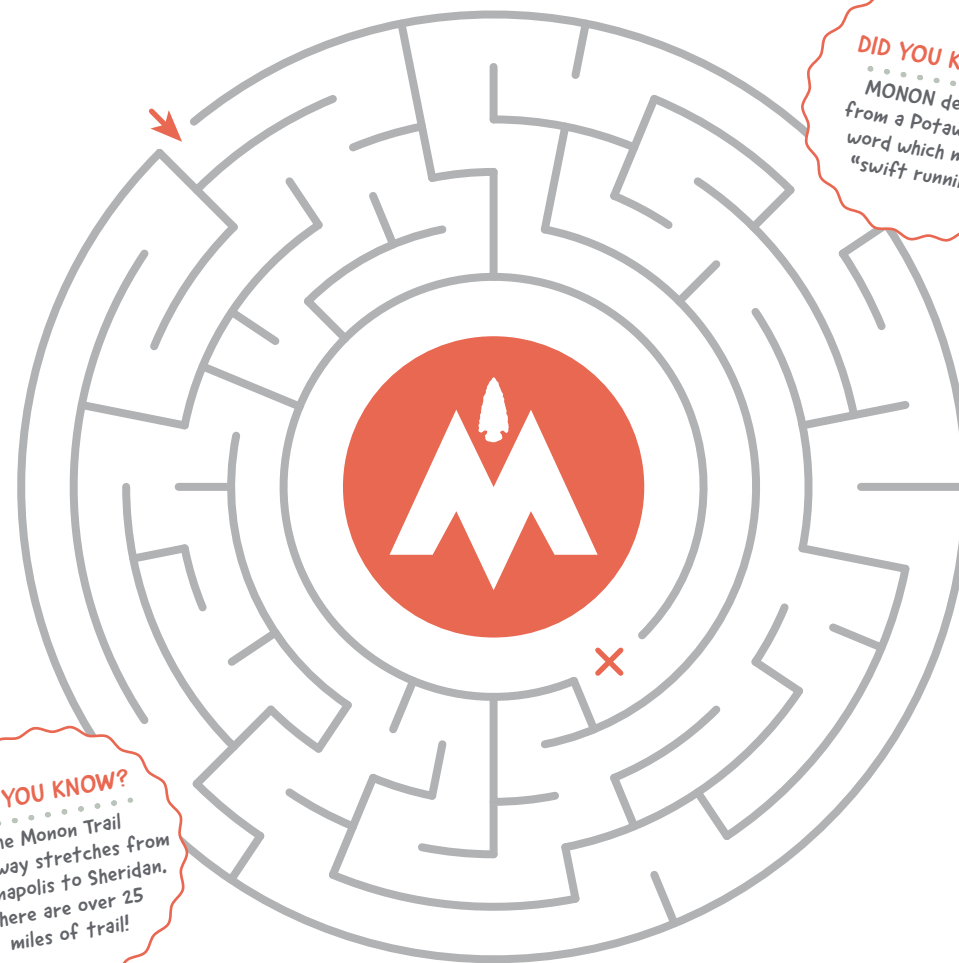 DID YOU K
MONON de
from a Potaw
word which m
"swift runni
YOU KNOW?
he Monon Trail
way stretches from
napolis to Sheridan.
here are over 25
miles of trail!
M